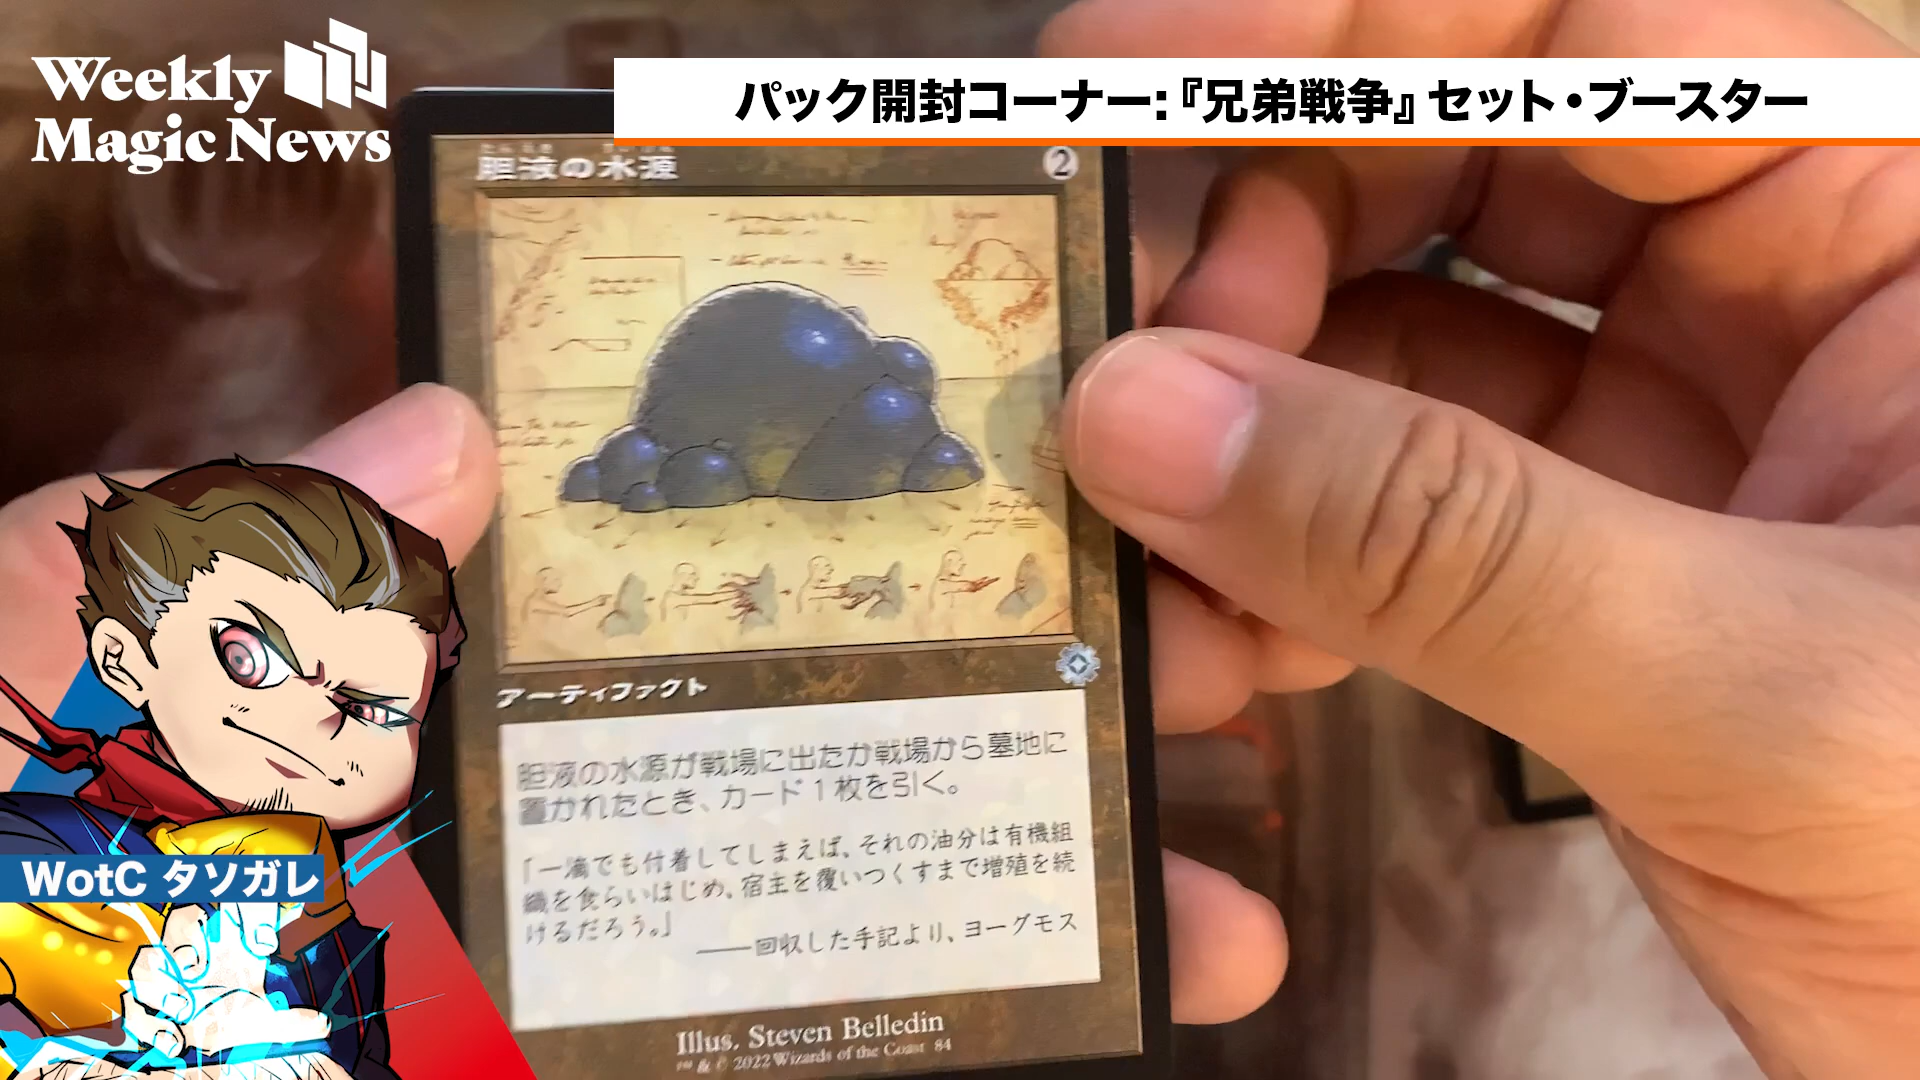 Weekly
Magic News
パック開封コーナー:『兄弟戦争』セット・ブースター
胆液の水源
2
アーティファクト
胆液の水源が戦場に出たか戦場から墓地に
置かれたとき、カード1枚を引く。
「一滴でも付着してしまえば、それの油分は有機組
織を食らいはじめ、宿主を覆いつくすまで増殖を続
けるだろう。」
――回収した手記より、ヨーグモス
WotC タソガレ
Illus. Steven Belledin
™ & © 2022 Wizards of the Coast 84